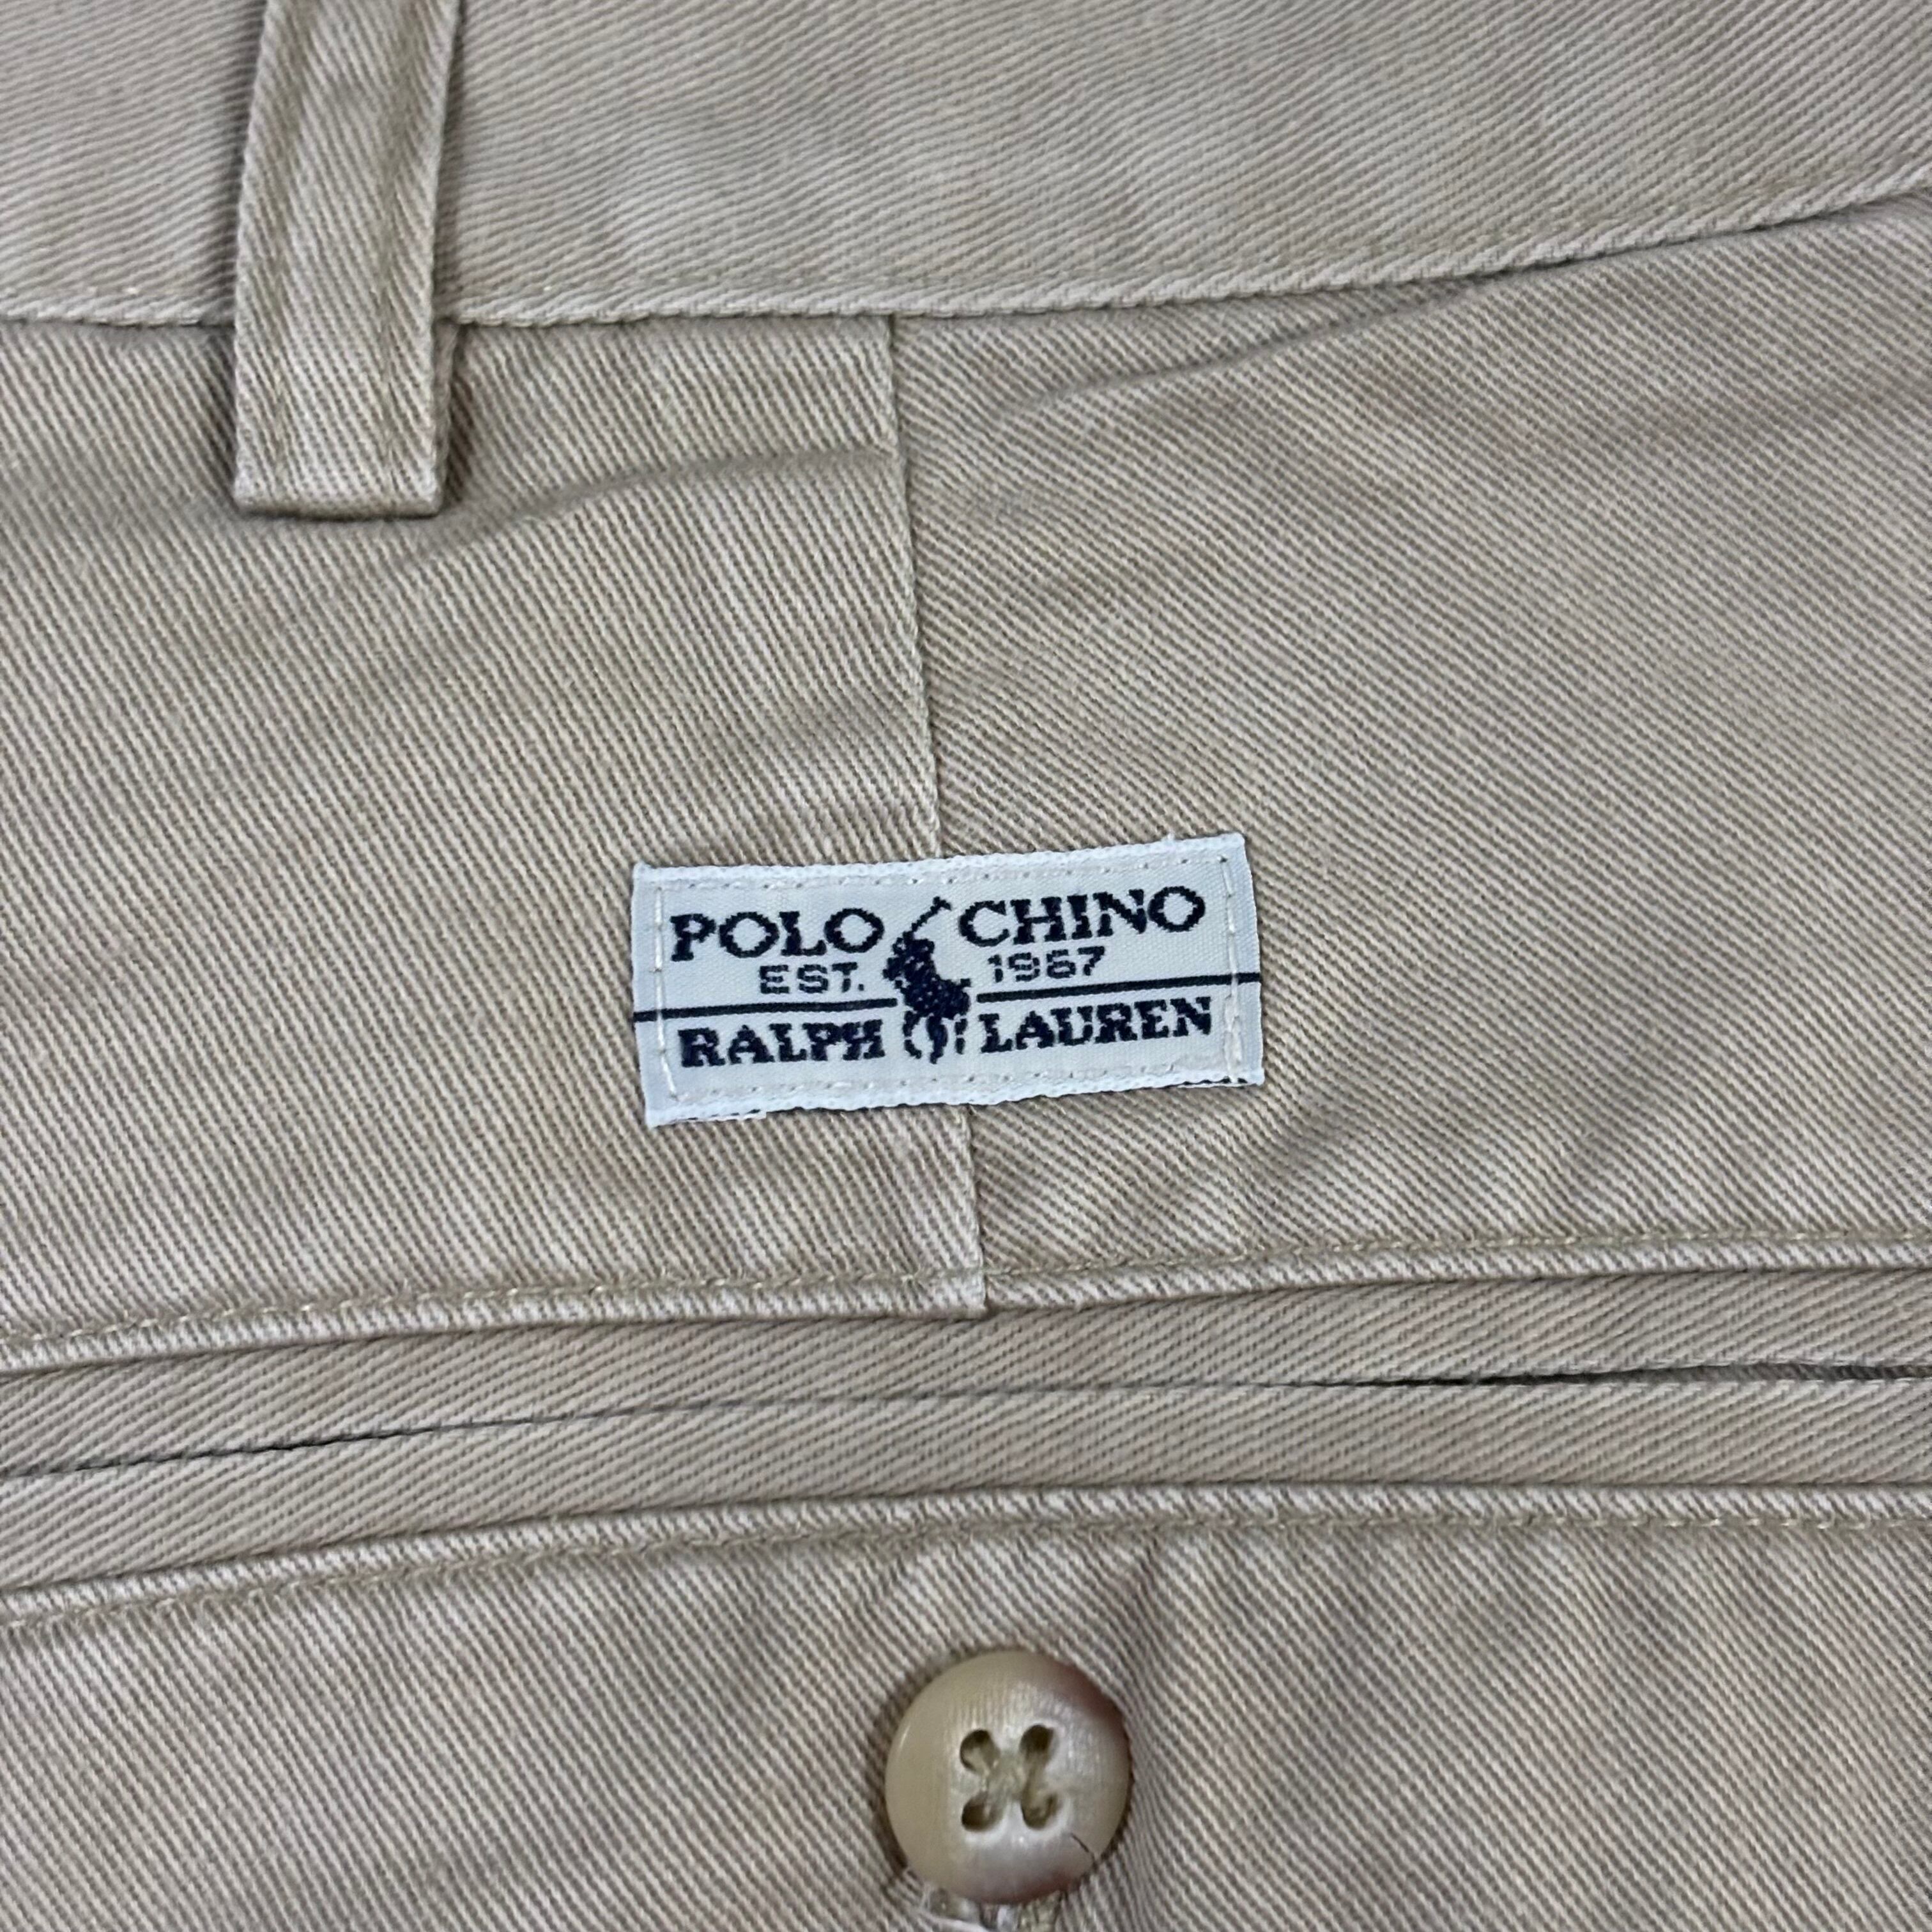 POLO CHINO
EST. 1967
RALPH LAUREN